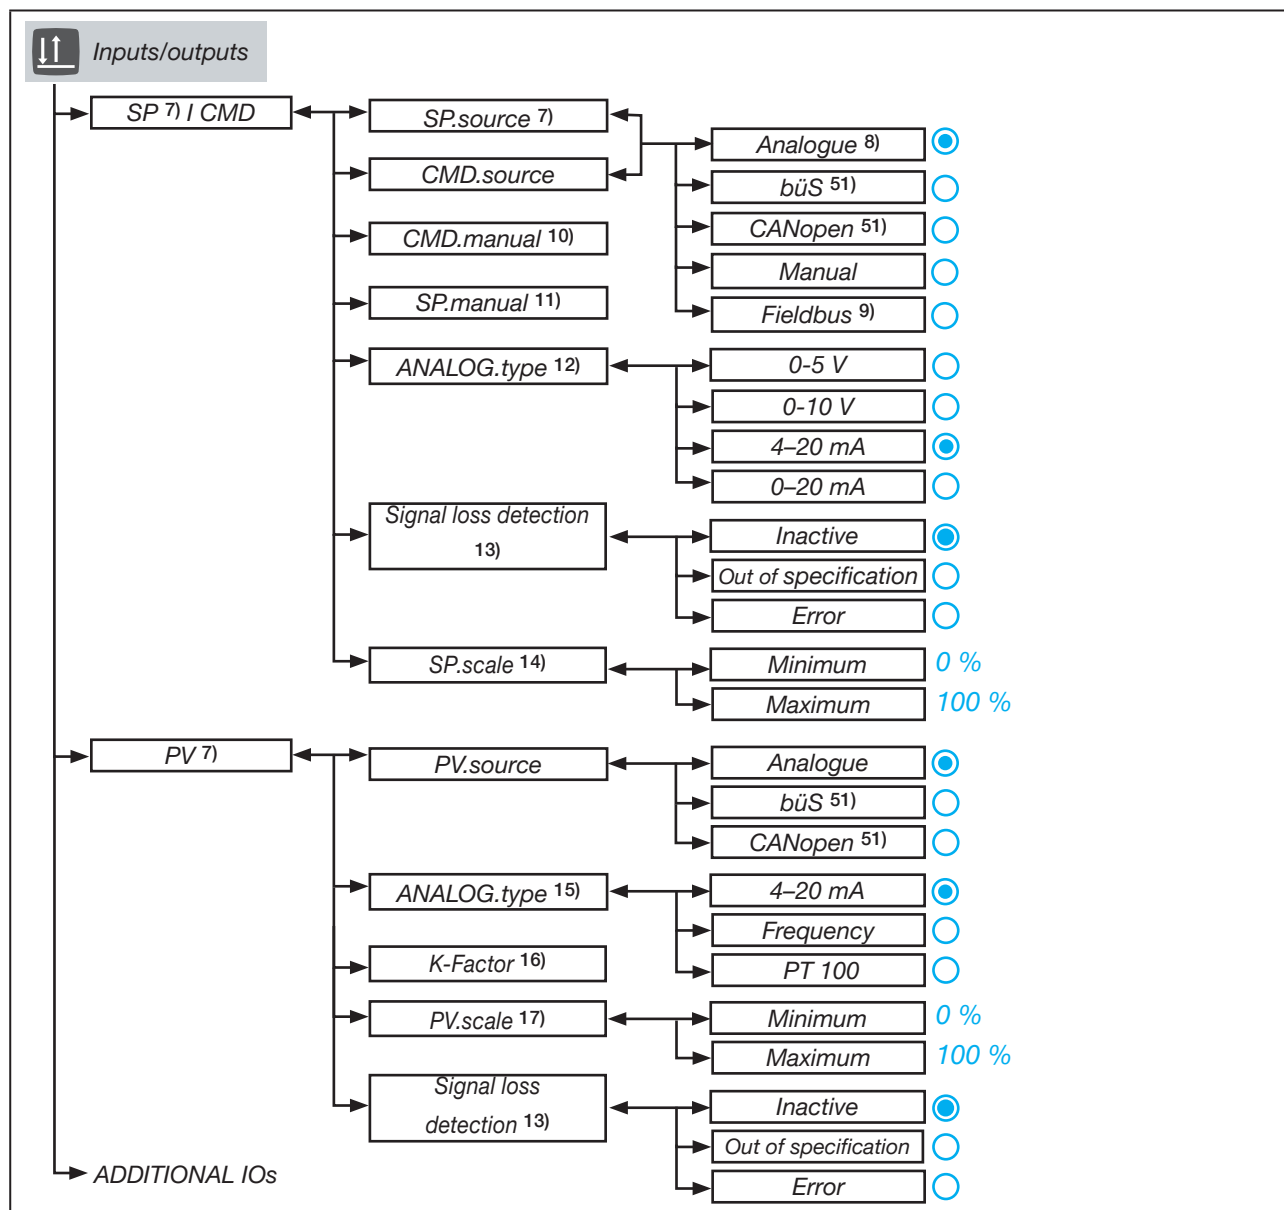 Inputs/outputs
SP 7) / CMD
SP.source 7)
CMD.source
Analogue 8)
büS 51)
CANopen 51)
Manual
Fieldbus 9)
CMD.manual 10)
SP.manual 11)
ANALOG.type 12)
0-5 V
0-10 V
4–20 mA
0–20 mA
Signal loss detection
13)
Inactive
Out of specification
Error
SP.scale 14)
Minimum 0 %
Maximum 100 %
PV 7)
PV.source
Analogue
büS 51)
CANopen 51)
ANALOG.type 15)
4–20 mA
Frequency
PT 100
K-Factor 16)
PV.scale 17)
Minimum 0 %
Maximum 100 %
Signal loss
detection 13)
Inactive
Out of specification
Error
ADDITIONAL IOs